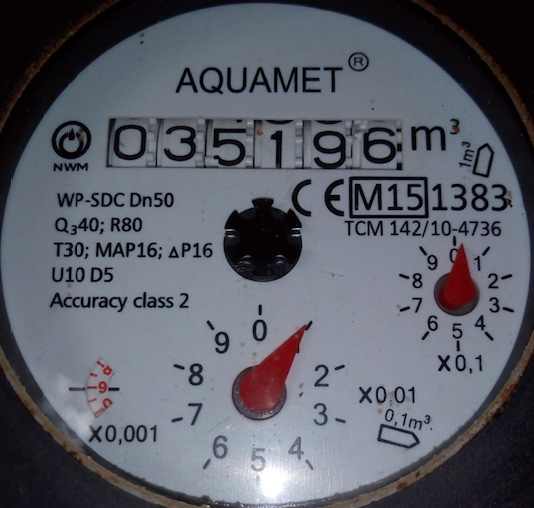 AQUAMET®
035196 m³
NWM
1m³
WP-SDC Dn50
CE M15 1383
Q₃40; R80
TCM 142/10-4736
T30; MAP16; ΔP16
U10 D5
Accuracy class 2
0 1 2 3 4 5 6 7 8 9
X0,1
0 2 3 4 5 6 7 8 9
X0,01
0,1m³
6
X0,001